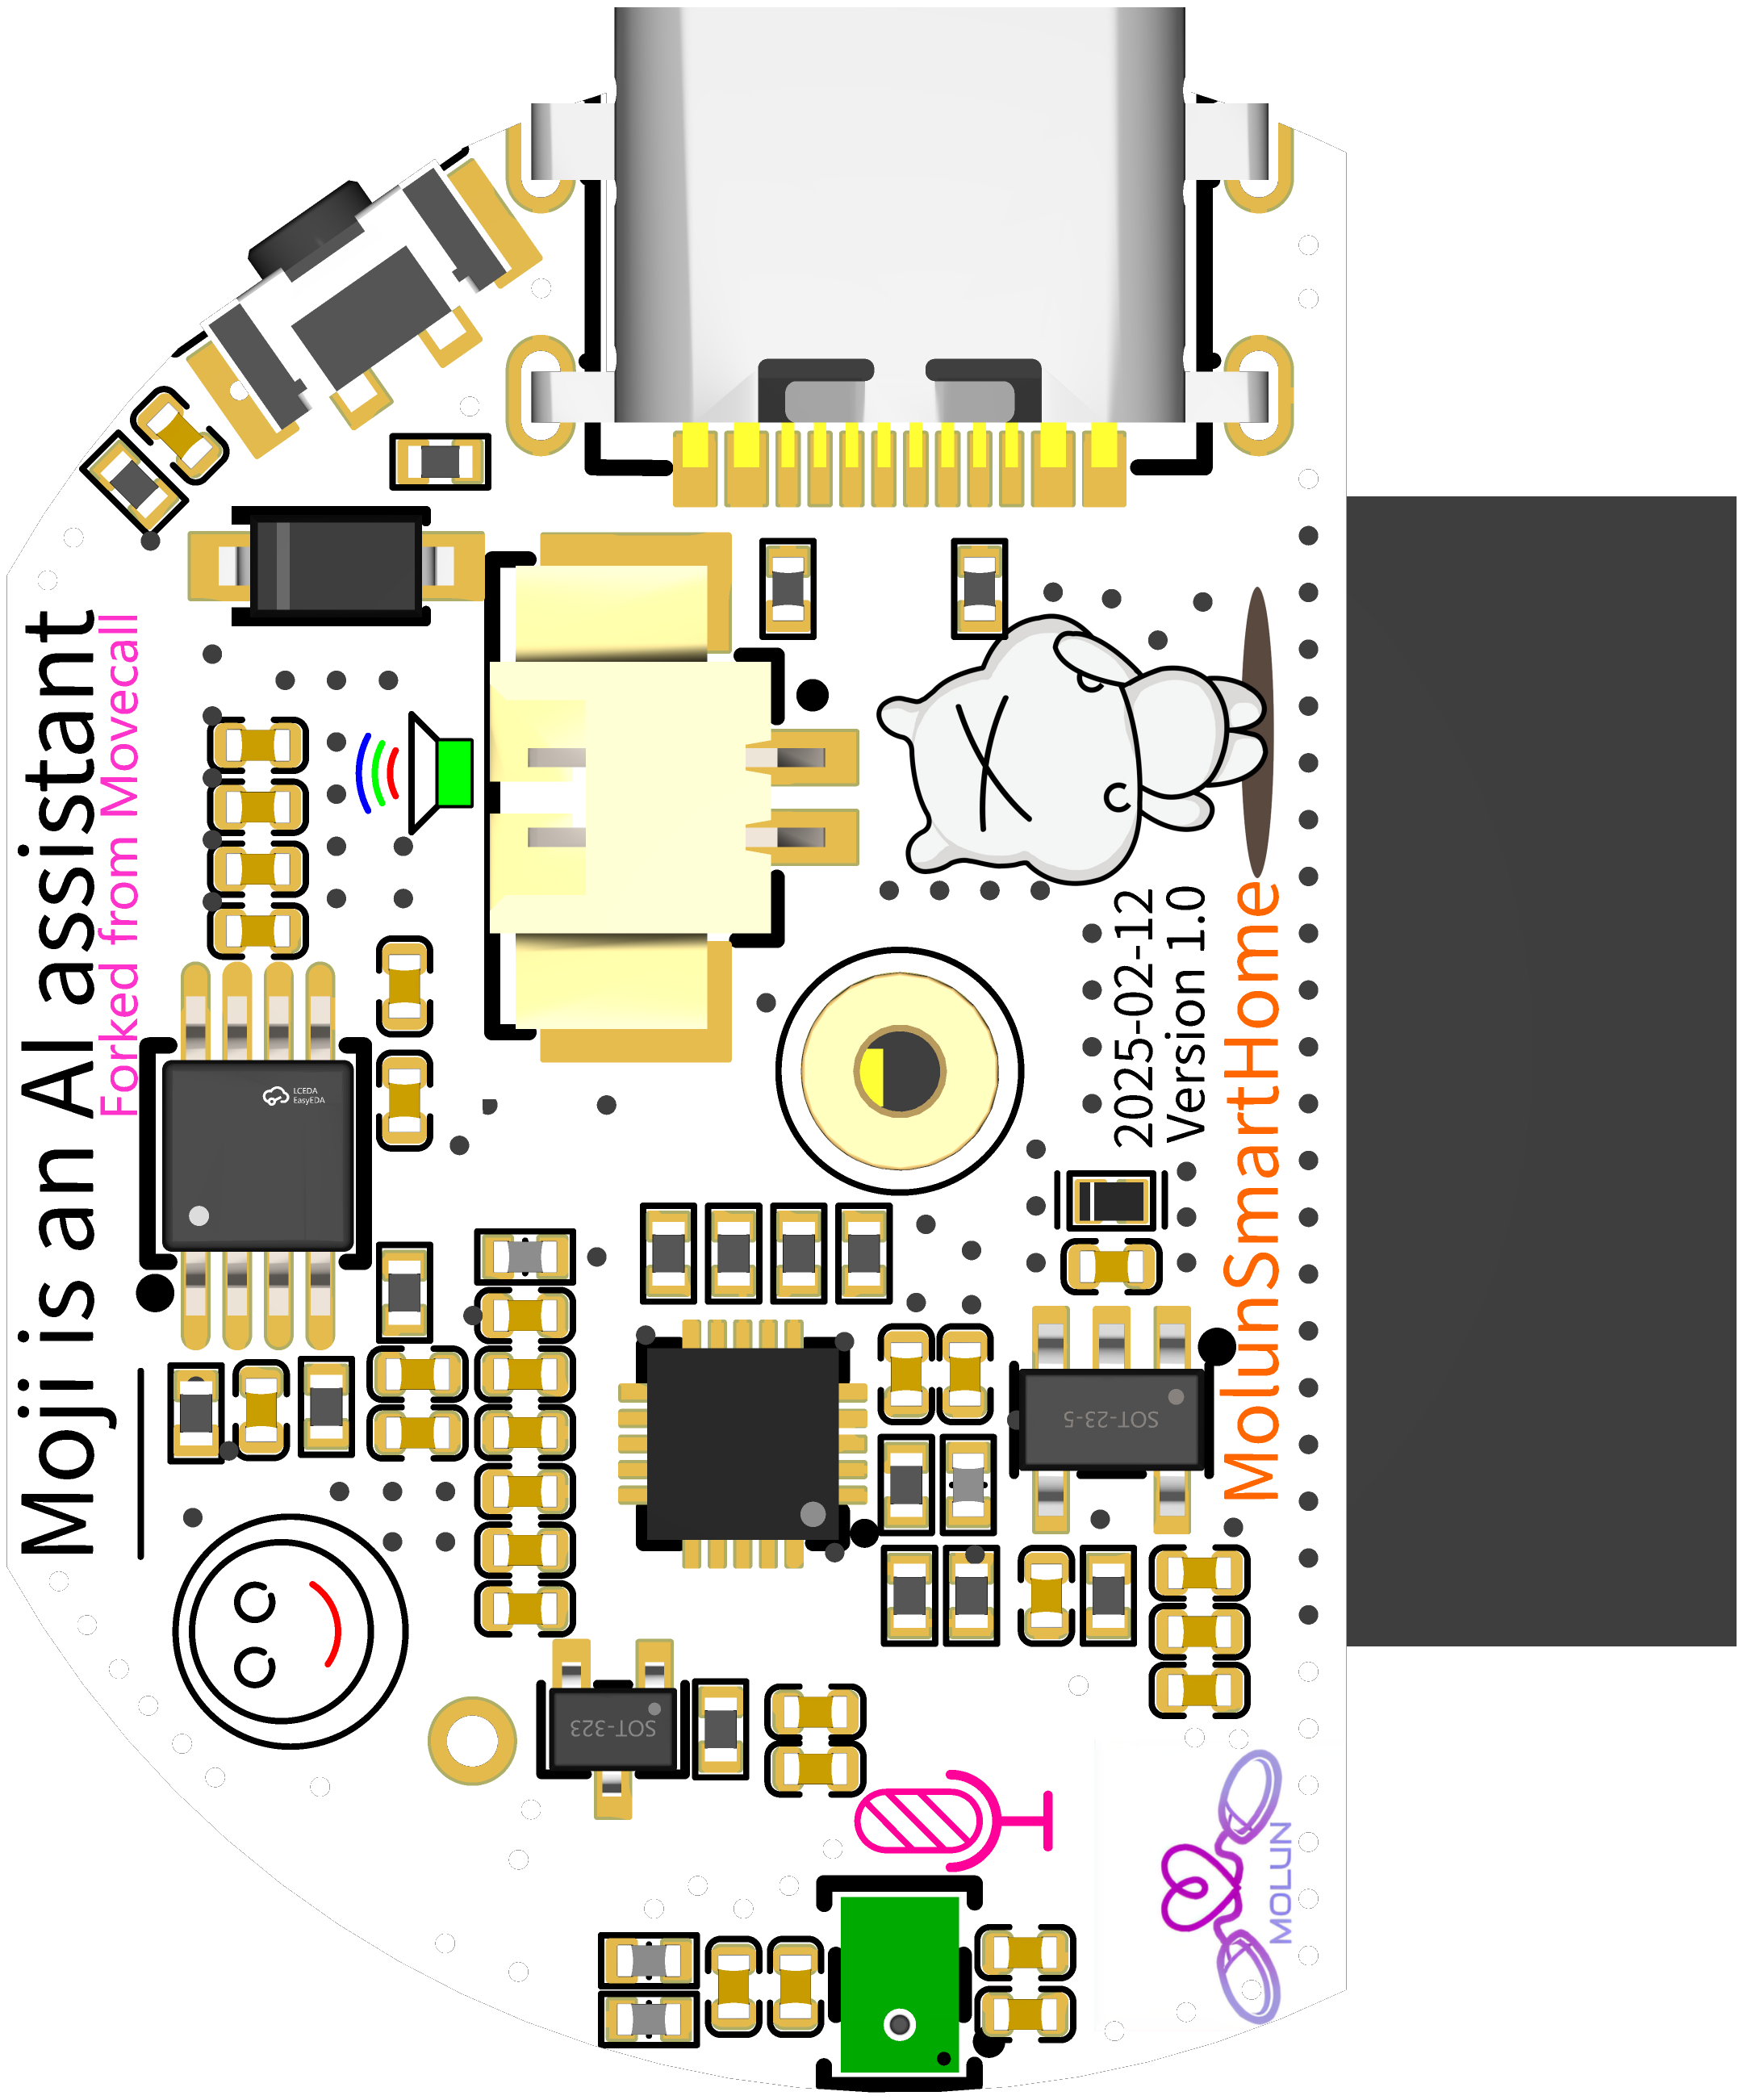 Moji is an AI assistant
Forked from Movecall
LCEDA
EasyEDA
2025-02-12
Version 1.0
MolunSmartHome
SOT-23-5
SOT-323
MOLUN